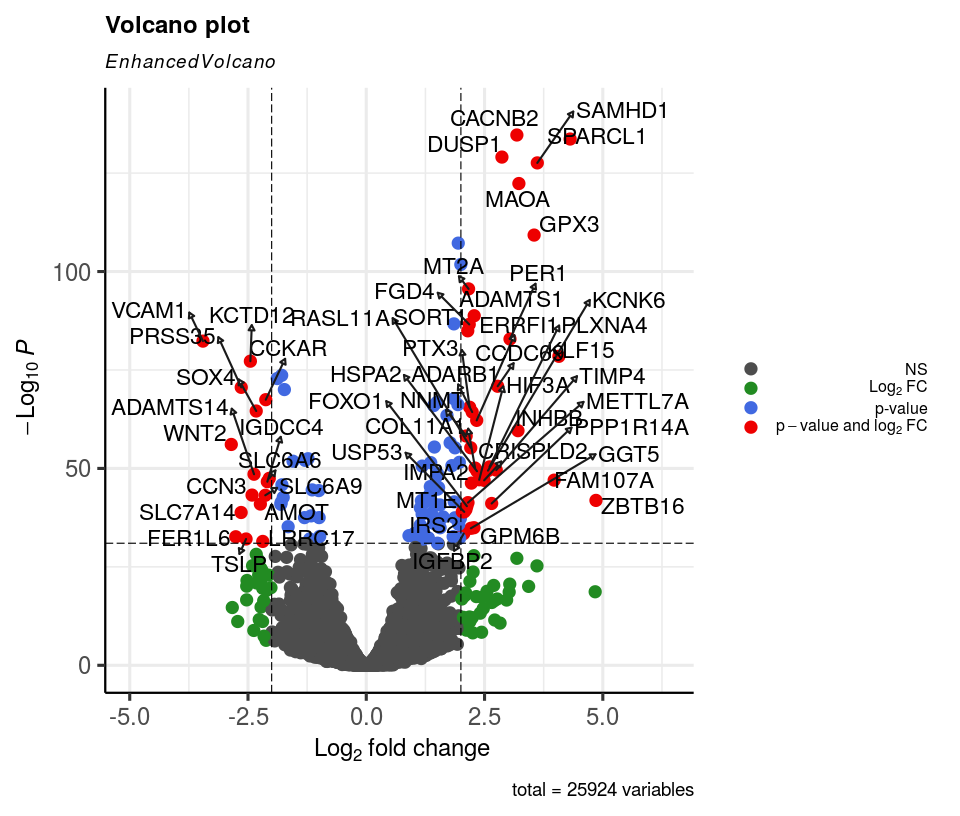 Volcano plot
EnhancedVolcano
SAMHD1
CACNB2
SPARCL1
DUSP1
MAOA
GPX3
MT2A
PER1
FGD4
ADAMTS1
KCNK6
VCAM1
KCTD12
RASL11A
SORT1
ERRFI1
PLXNA4
PRSS35
CCKAR
PTX3
CCDC69
KLF15
SOX4
HSPA2
ADARB1
HIF3A
TIMP4
ADAMTS14
FOXO1
NNMT
METTL7A
WNT2
IGDCC4
COL11A1
INHBB
PPP1R14A
SLC6A6
USP53
CRISPLD2
GGT5
CCN3
SLC6A9
IMPA2
FAM107A
SLC7A14
AMOT
MT1E
ZBTB16
FER1L6
LRRC17
IRS2
GPM6B
TSLP
IGFBP2
100
50
0
−Log10 P
-5.0 -2.5 0.0 2.5 5.0
Log2 fold change
NS
Log2 FC
p-value
p − value and log2 FC
total = 25924 variables